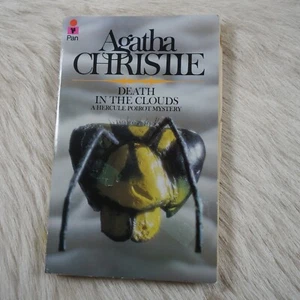 Pan
Agatha
CHRISTIE
DEATH
IN THE CLOUDS
A HERCULE POIROT MYSTERY